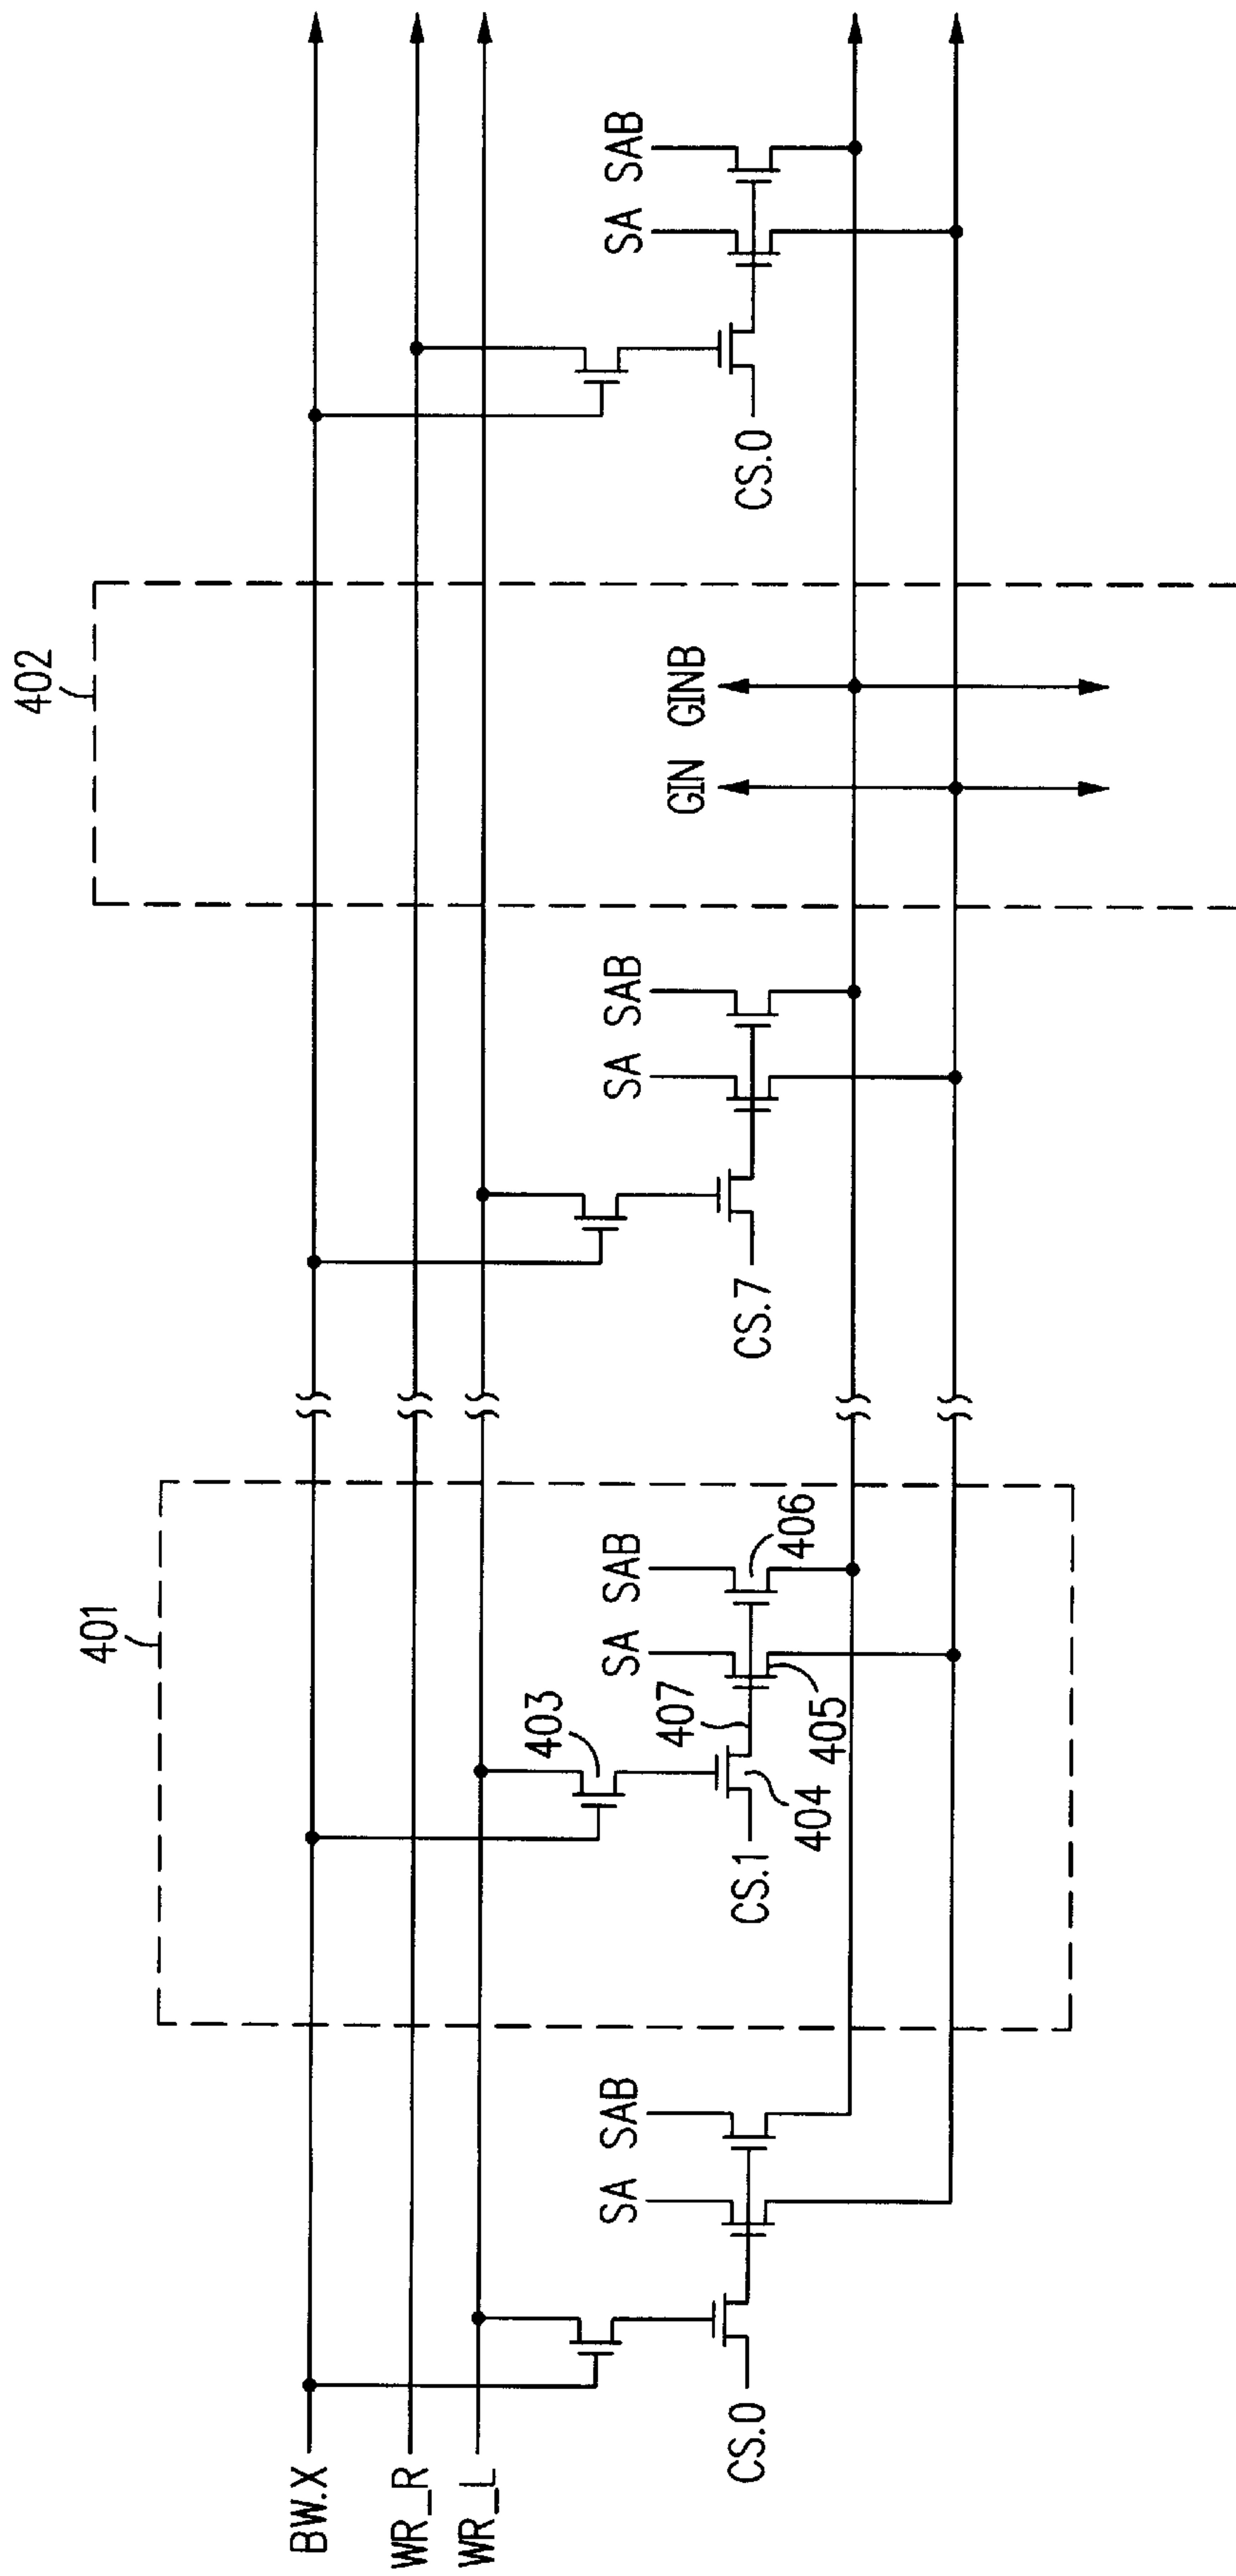 BW.X
WR_R
WR_L
CS.0
SA SAB
401
403
CS.1
404
407
405
SA SAB
406
CS.7
SA SAB
402
GIN GINB
CS.0
SA SAB